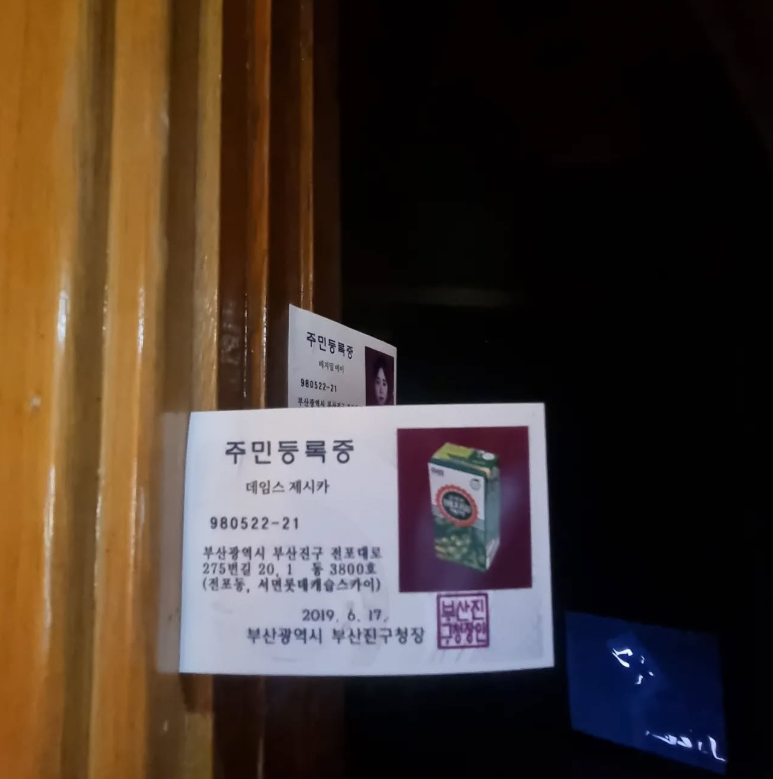 주민등록증
980522-21
주민등록증
데임스 제시카
980522-21
부산광역시 부산진구 전포대로
275번길 20, 1 동 3800호
(전포동, 서면롯데캐슬스카이)
2019. 6. 17.
부산광역시 부산진구청장
부산진
구청장인